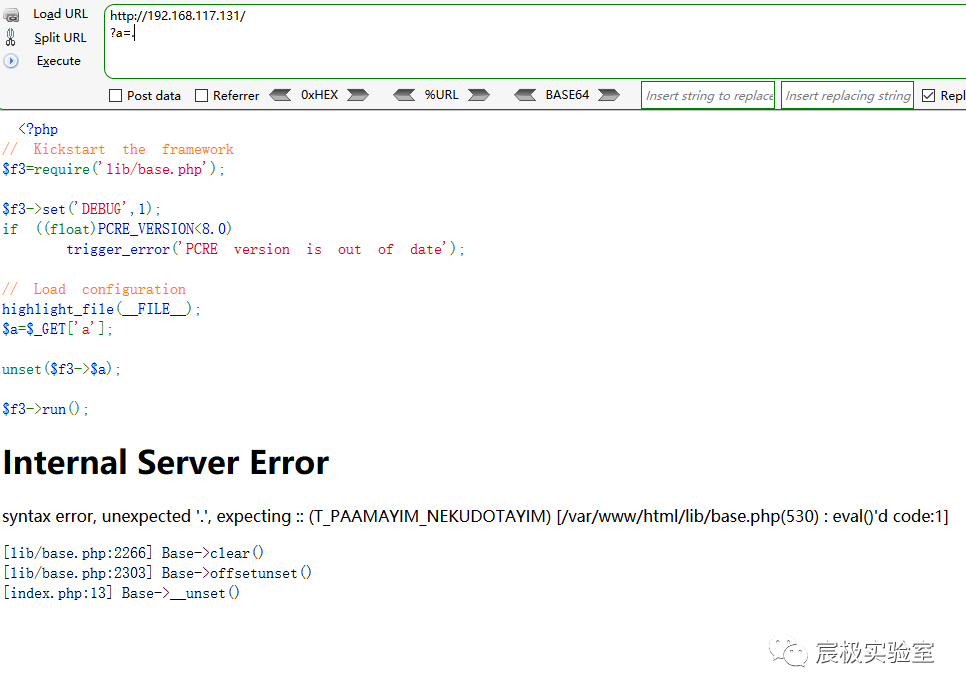 Load URL
Split URL
Execute
http://192.168.117.131/
?a=.
Post data Referrer 0xHEX %URL BASE64 Insert string to replace Insert replacing string Repl
<?php
// Kickstart the framework
$f3=require('lib/base.php');
$f3->set('DEBUG',1);
if ((float)PCRE_VERSION<8.0)
trigger_error('PCRE version is out of date');
// Load configuration
highlight_file(__FILE__);
$a=$_GET['a'];
unset($f3->$a);
$f3->run();
Internal Server Error
syntax error, unexpected '.', expecting :: (T_PAAMAYIM_NEKUDOTAYIM) [/var/www/html/lib/base.php(530) : eval()'d code:1]
[lib/base.php:2266] Base->clear()
[lib/base.php:2303] Base->offsetunset()
[index.php:13] Base->__unset()
宸极实验室